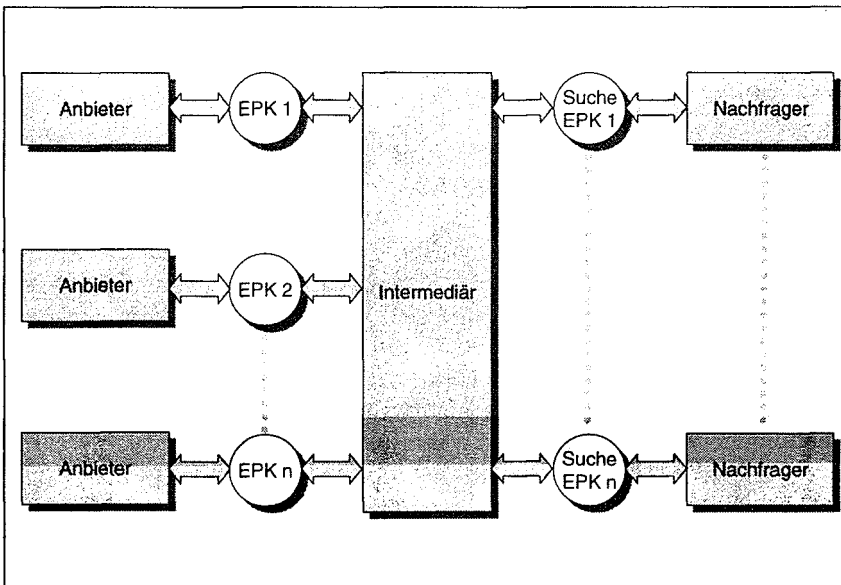 Anbieter
EPK 1
Suche
EPK 1
Nachfrager
Anbieter
EPK 2
Intermediär
Anbieter
EPK n
Suche
EPK n
Nachfrager